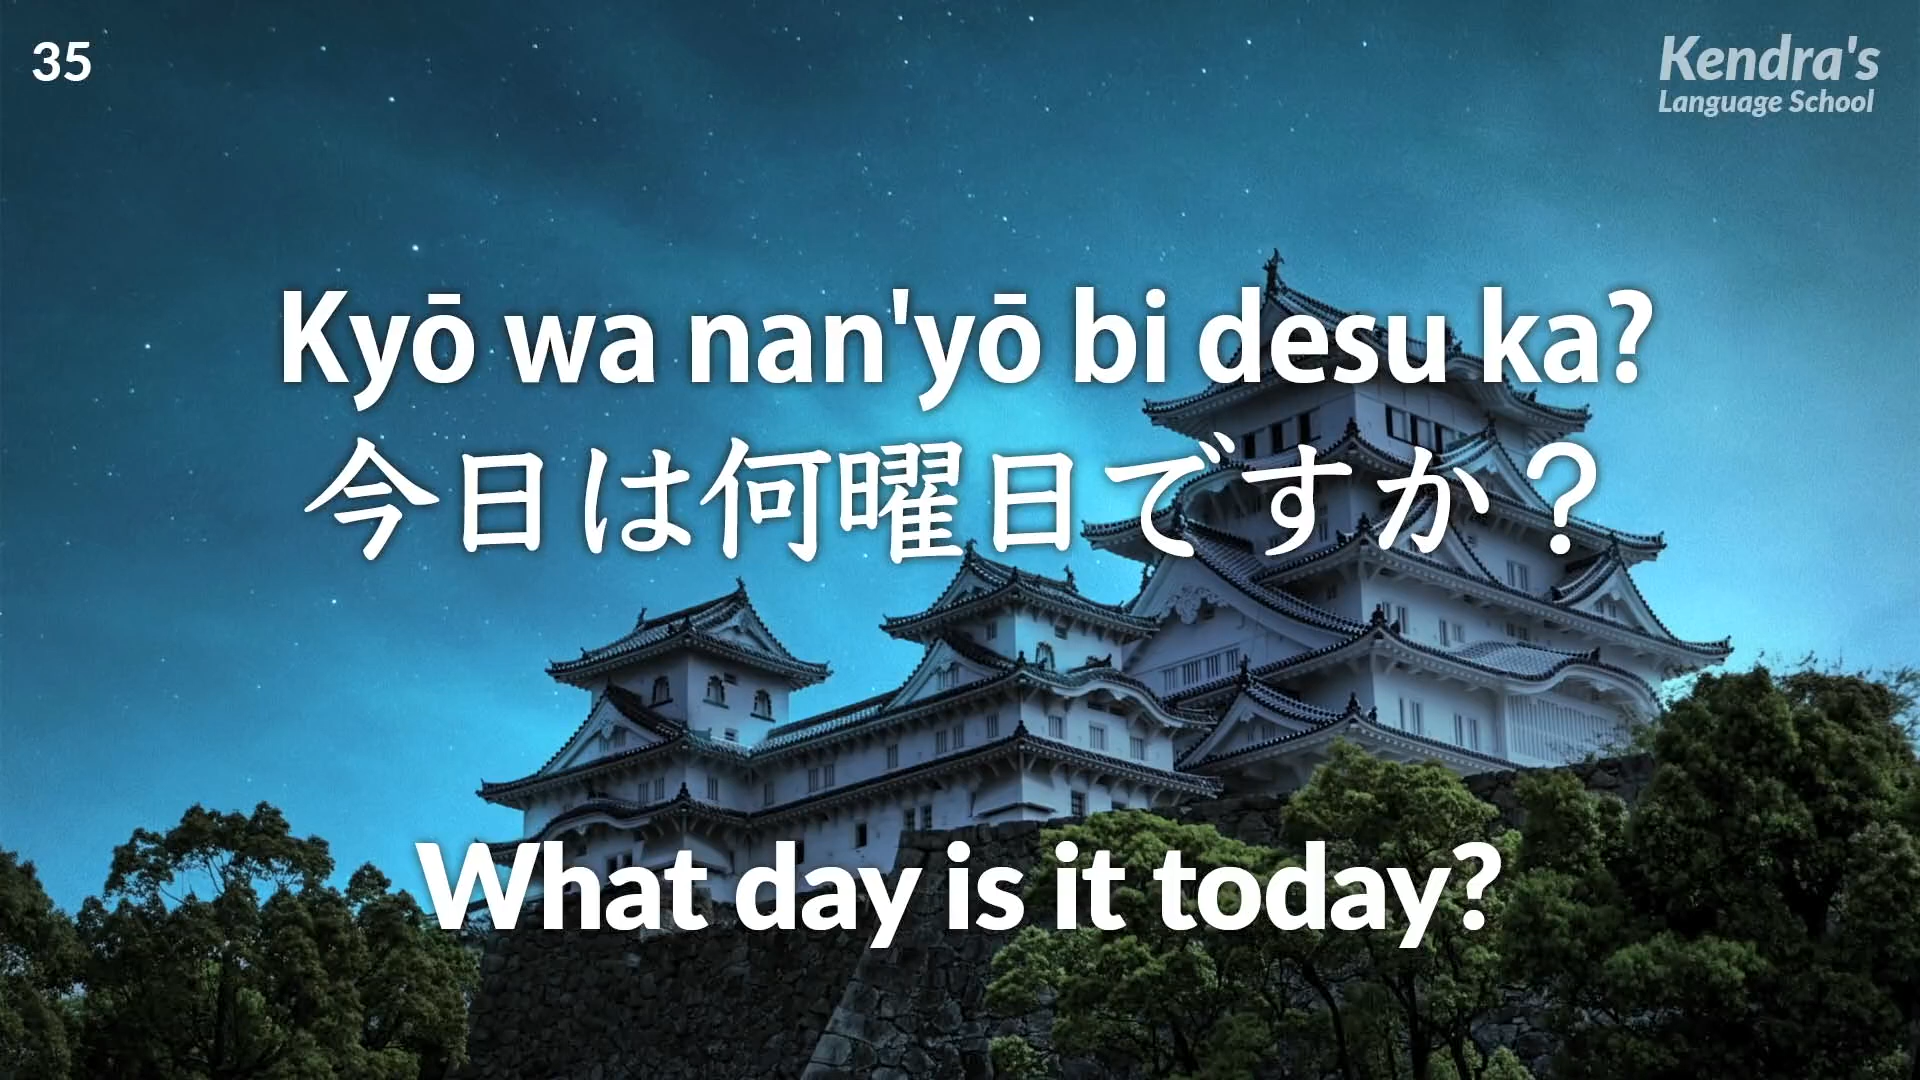 35
Kendra's
Language School
Kyō wa nan'yō bi desu ka?
今日は何曜日ですか？
What day is it today?